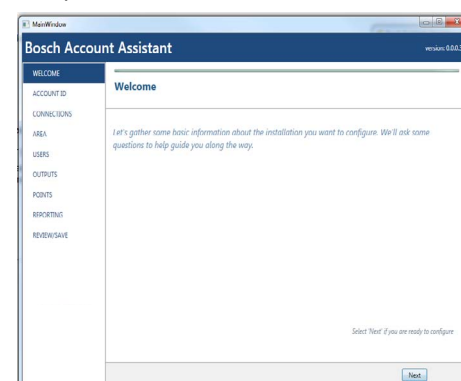 MainWindow
Bosch Account Assistant
version: 0.0.3
WELCOME
ACCOUNT ID
CONNECTIONS
AREA
USERS
OUTPUTS
POINTS
REPORTING
REVIEW/SAVE
Welcome
Let's gather some basic information about the installation you want to configure. We'll ask some
questions to help guide you along the way.
Select 'Next' if you are ready to configure
Next